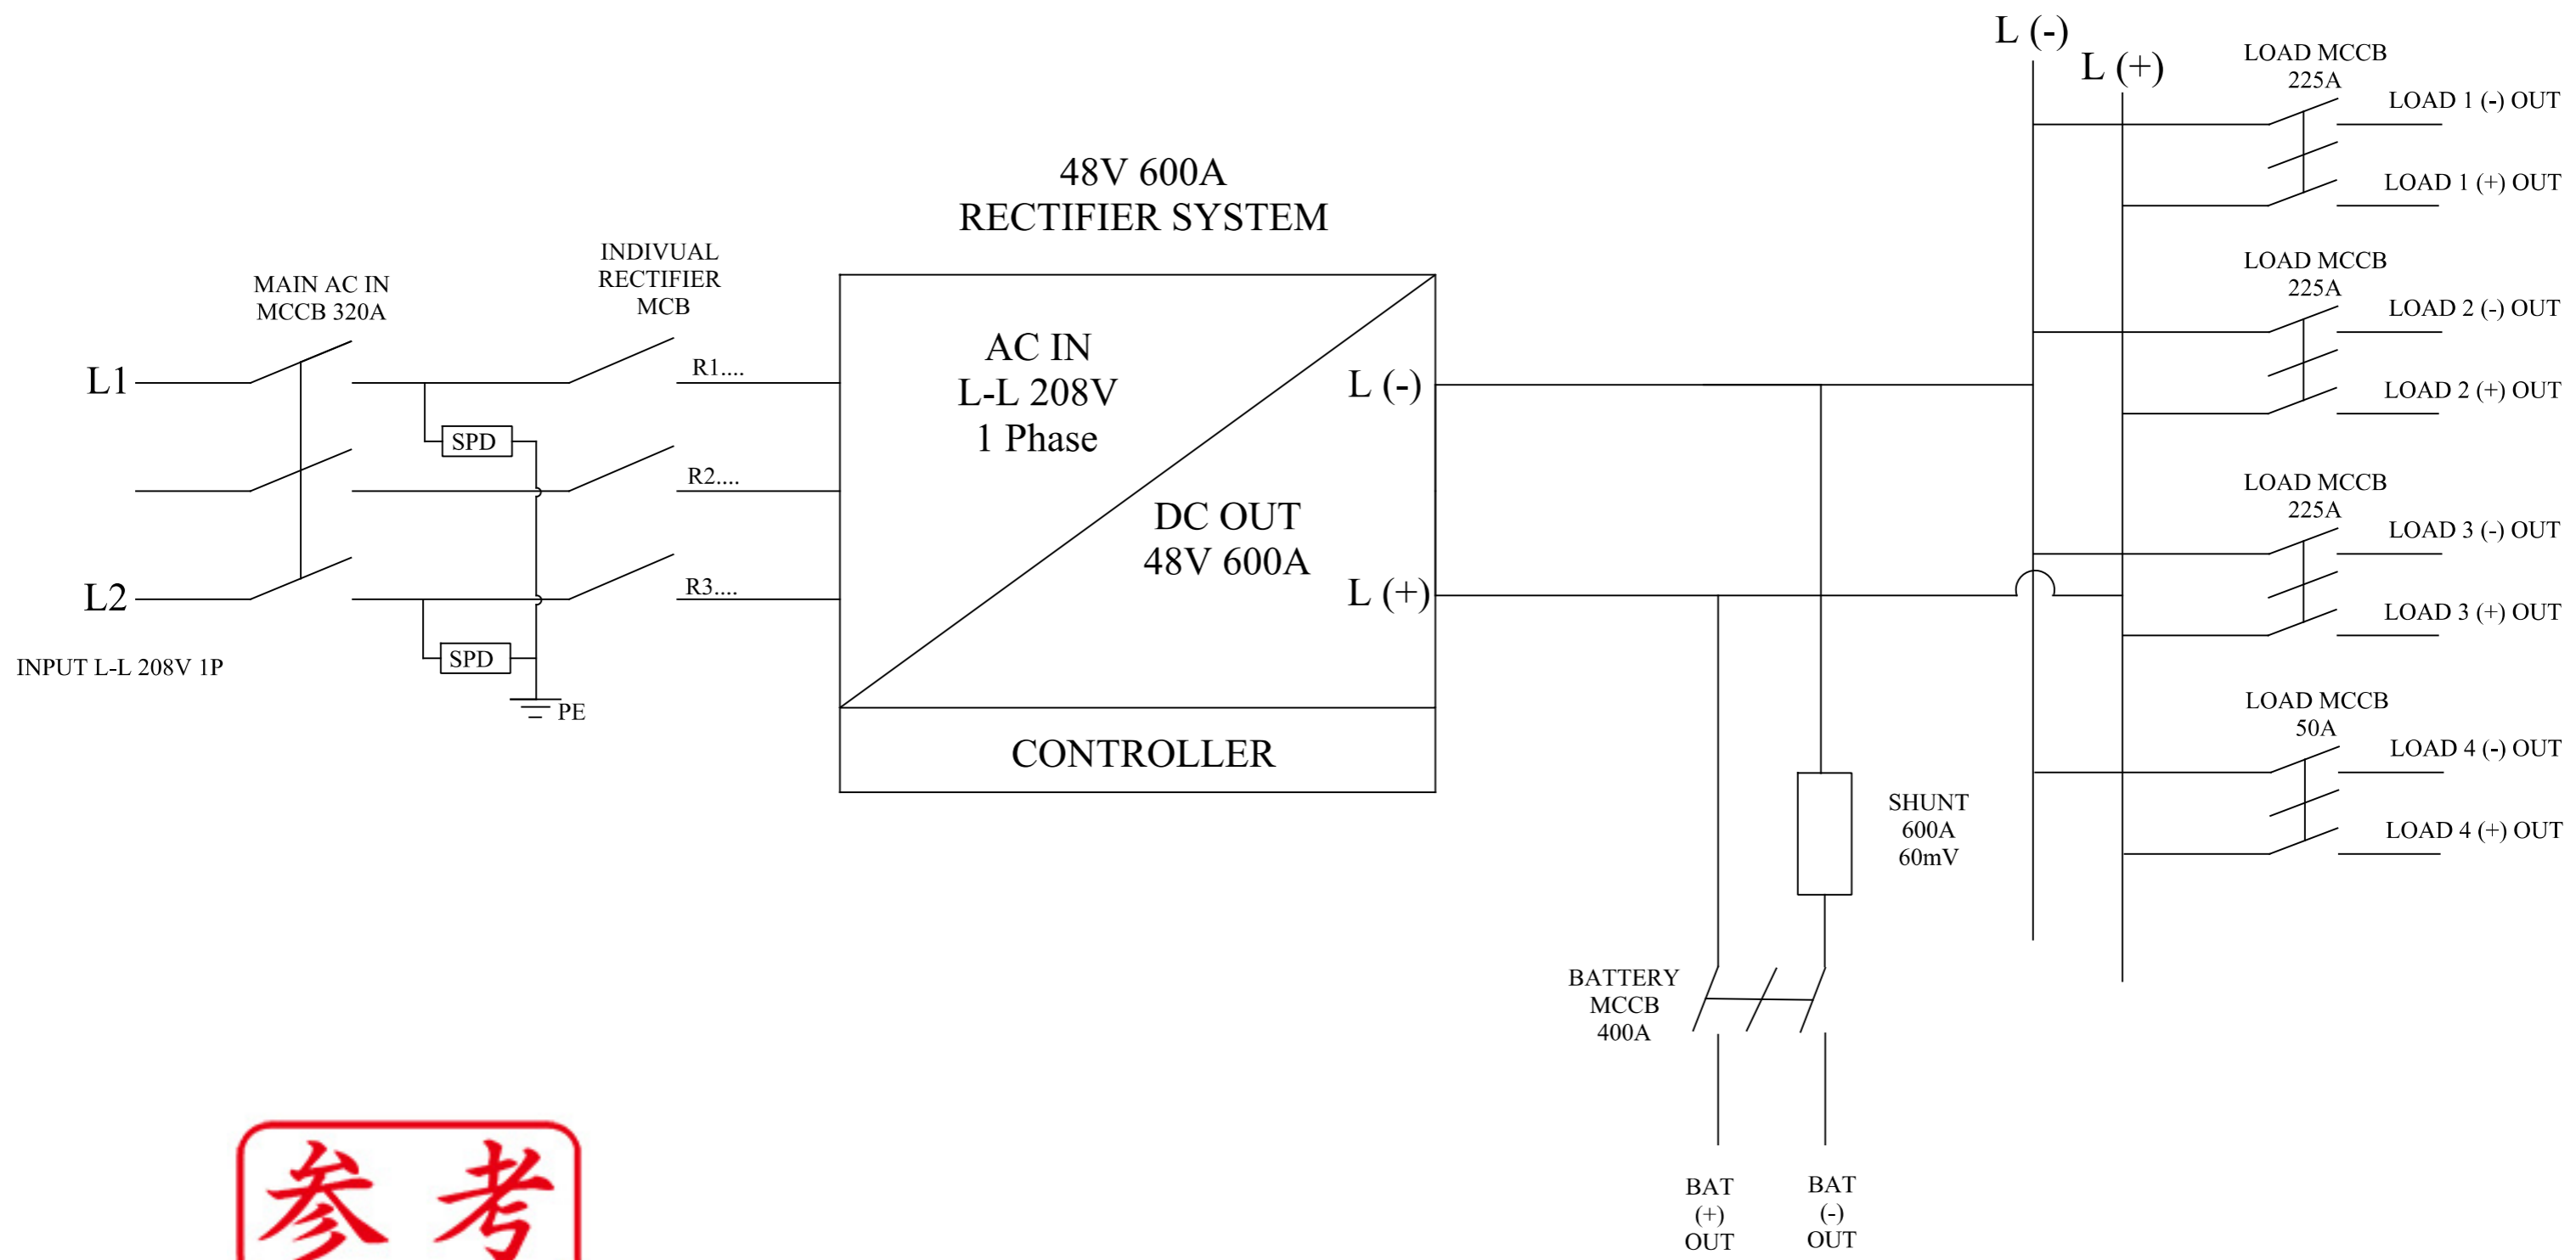 L (-)
L (+)
LOAD MCCB
225A
LOAD 1 (-) OUT
LOAD 1 (+) OUT
48V 600A
RECTIFIER SYSTEM
INDIVUAL
RECTIFIER
MCB
MAIN AC IN
MCCB 320A
LOAD MCCB
225A
LOAD 2 (-) OUT
LOAD 2 (+) OUT
L1
R1....
AC IN
L-L 208V
1 Phase
L (-)
SPD
R2....
DC OUT
48V 600A
LOAD MCCB
225A
LOAD 3 (-) OUT
LOAD 3 (+) OUT
L2
R3....
L (+)
INPUT L-L 208V 1P
SPD
PE
CONTROLLER
LOAD MCCB
50A
LOAD 4 (-) OUT
LOAD 4 (+) OUT
SHUNT
600A
60mV
BATTERY
MCCB
400A
BAT
(+)
OUT
BAT
(-)
OUT
参考